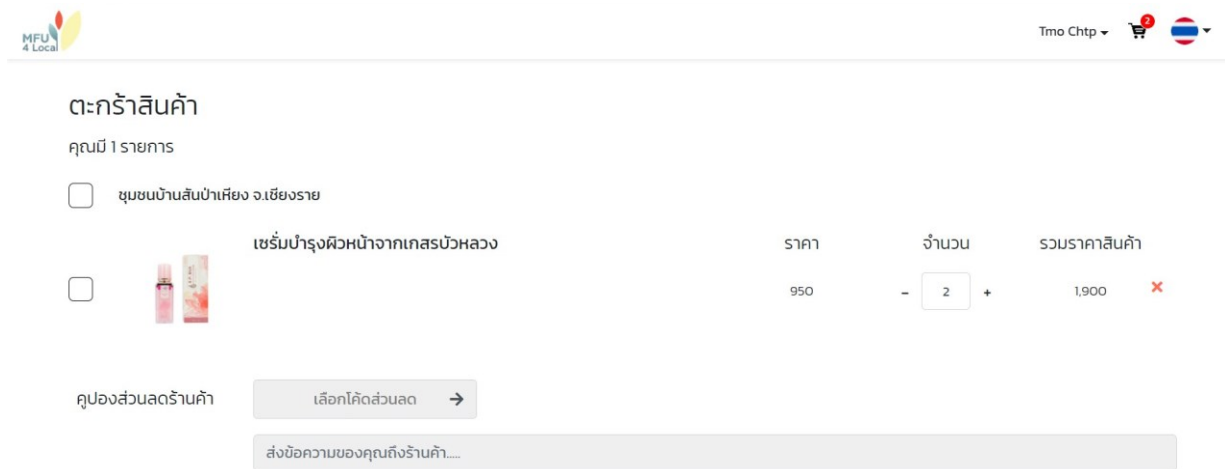 MFU
4 Local
Tmo Chtp
2
ตะกร้าสินค้า
คุณมี 1 รายการ
ชุมชนบ้านสันป่าเหียง จ.เชียงราย
เซรั่มบำรุงผิวหน้าจากเกสรบัวหลวง ราคา จำนวน รวมราคาสินค้า
950 - 2 + 1,900
คูปองส่วนลดร้านค้า เลือกโค้ดส่วนลด →
ส่งข้อความของคุณถึงร้านค้า.....